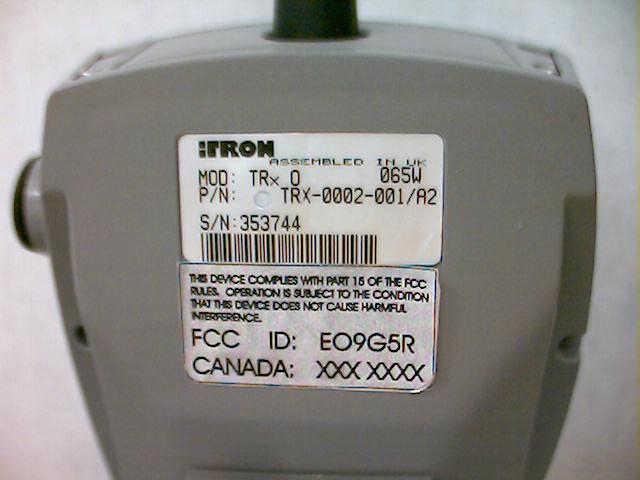 ITRON
ASSEMBLED IN UK
MOD: TRx 0 065W
P/N: TRX-0002-001/A2
S/N:353744
THIS DEVICE COMPLIES WITH PART 15 OF THE FCC
RULES. OPERATION IS SUBJECT TO THE CONDITION
THAT THIS DEVICE DOES NOT CAUSE HARMFUL
INTERFERENCE.
FCC ID: EO9G5R
CANADA: XXX XXXX